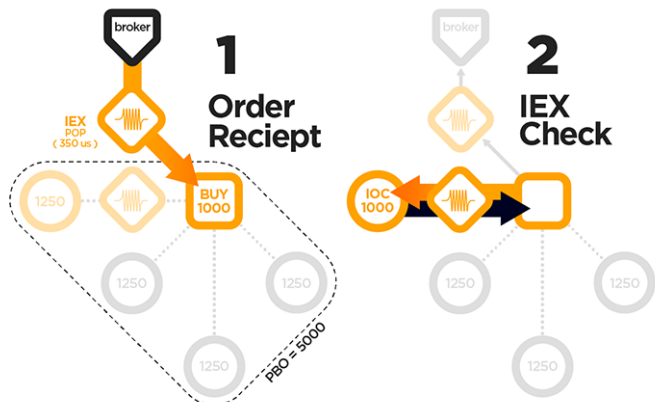 broker
1
Order
Reciept
IEX
POP
( 350 us )
BUY
1000
1250
1250
1250
1250
PBO = 5000
broker
2
IEX
Check
IOC
1000
1250
1250
1250